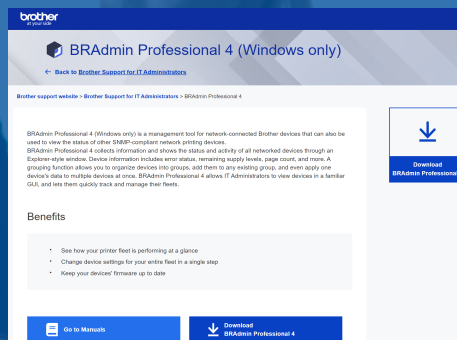 brother
at your side
BRAdmin Professional 4 (Windows only)
← Back to Brother Support for IT Administrators
Brother support website > Brother Support for IT Administrators > BRAdmin Professional 4
BRAdmin Professional 4 (Windows only) is a management tool for network-connected Brother devices that can also be
used to view the status of other SNMP-compliant network printing devices.
BRAdmin Professional 4 collects information and shows the status and activity of all networked devices through an
Explorer-style window. Device information includes error status, remaining supply levels, page count, and more. A
grouping function allows you to organize devices into groups, add them to any existing group, and even apply one
device's data to multiple devices at once. BRAdmin Professional 4 allows IT Administrators to view devices in a familiar
GUI, and lets them quickly track and manage their fleets.
Download
BRAdmin Professional
Benefits
• See how your printer fleet is performing at a glance
• Change device settings for your entire fleet in a single step
• Keep your devices' firmware up to date
Go to Manuals
Download
BRAdmin Professional 4